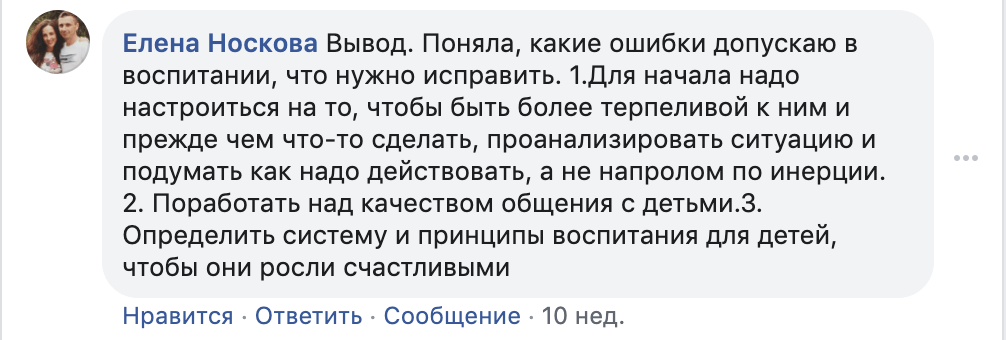 Елена Носкова Вывод. Поняла, какие ошибки допускаю в
воспитании, что нужно исправить. 1.Для начала надо
настроиться на то, чтобы быть более терпеливой к ним и
прежде чем что-то сделать, проанализировать ситуацию и
подумать как надо действовать, а не напролом по инерции.
2. Поработать над качеством общения с детьми.3.
Определить систему и принципы воспитания для детей,
чтобы они росли счастливыми
Нравится · Ответить · Сообщение · 10 нед.